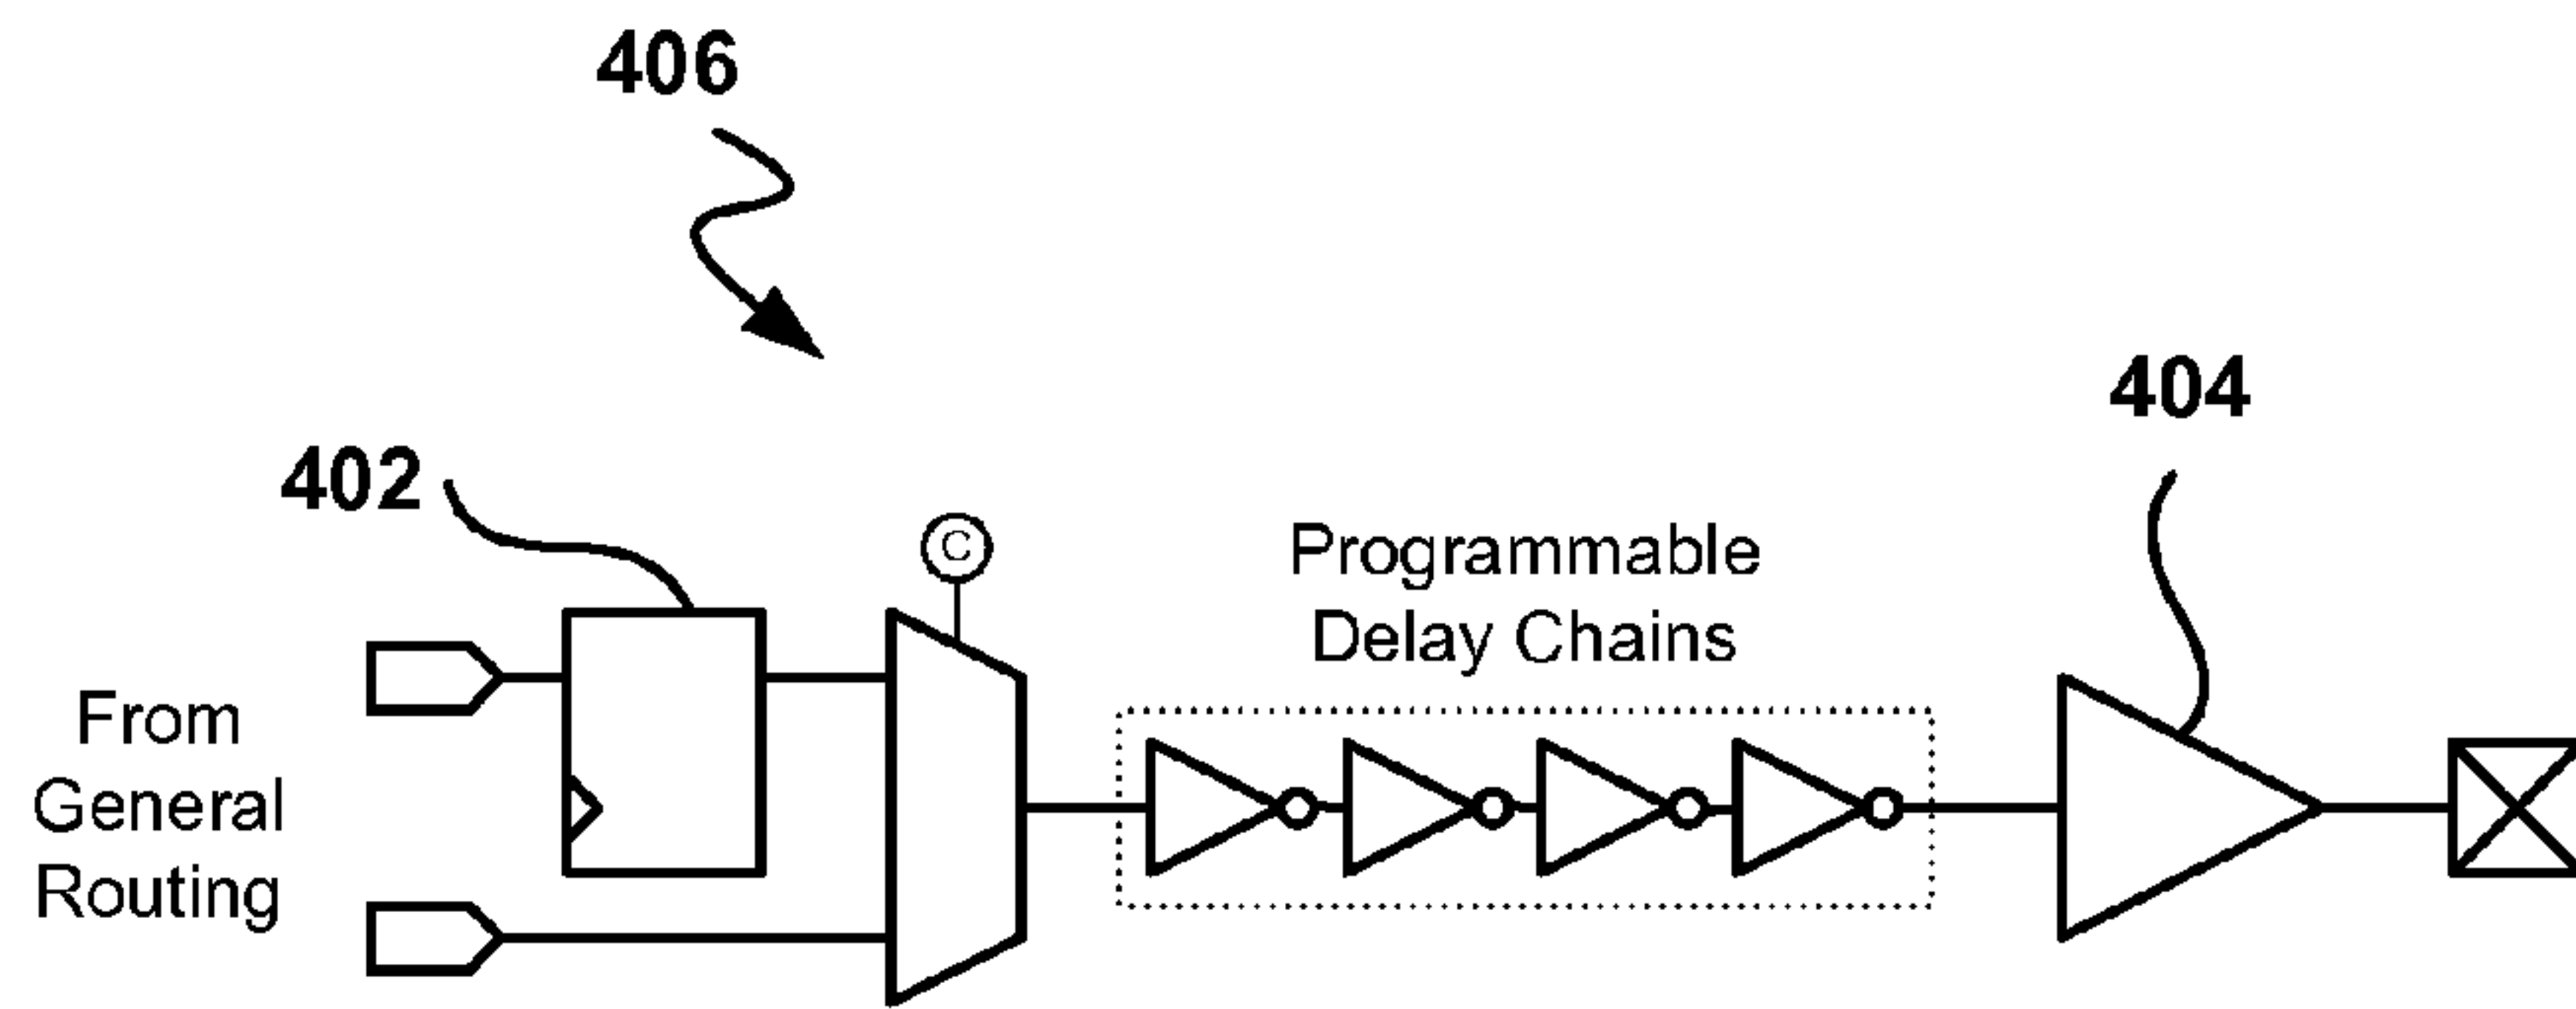 406
404
402
C
Programmable
Delay Chains
From
General
Routing